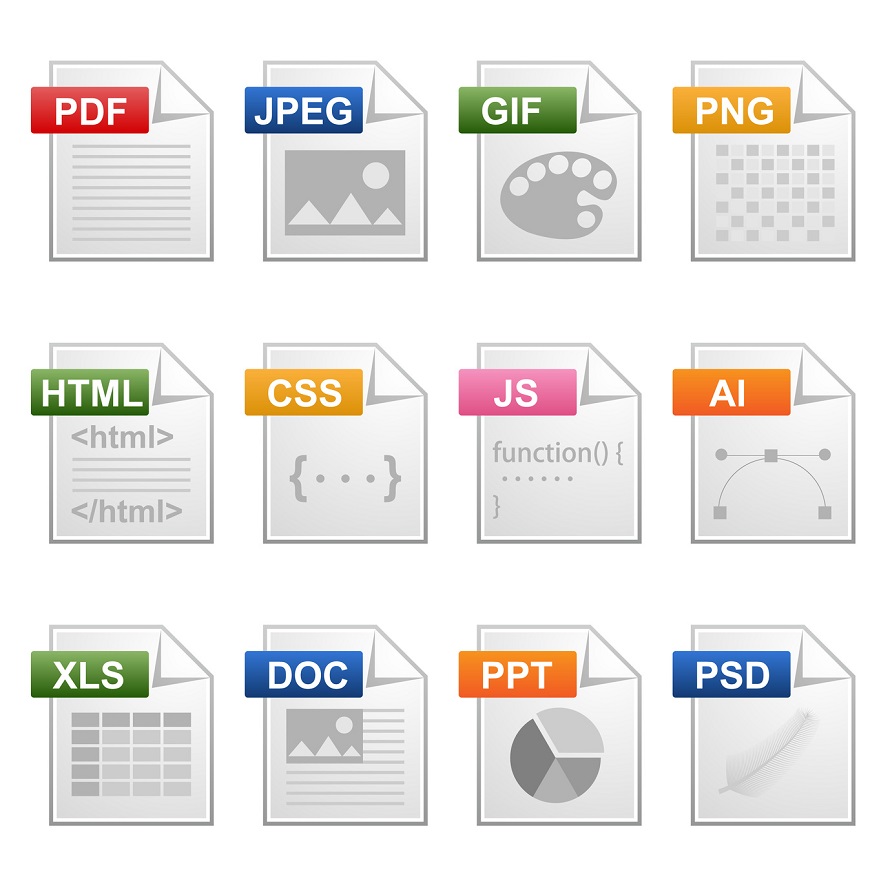 PDF
JPEG
GIF
PNG
HTML
<html>
</html>
CSS
{ · · · }
JS
function() {
· · · · · ·
}
AI
XLS
DOC
PPT
PSD